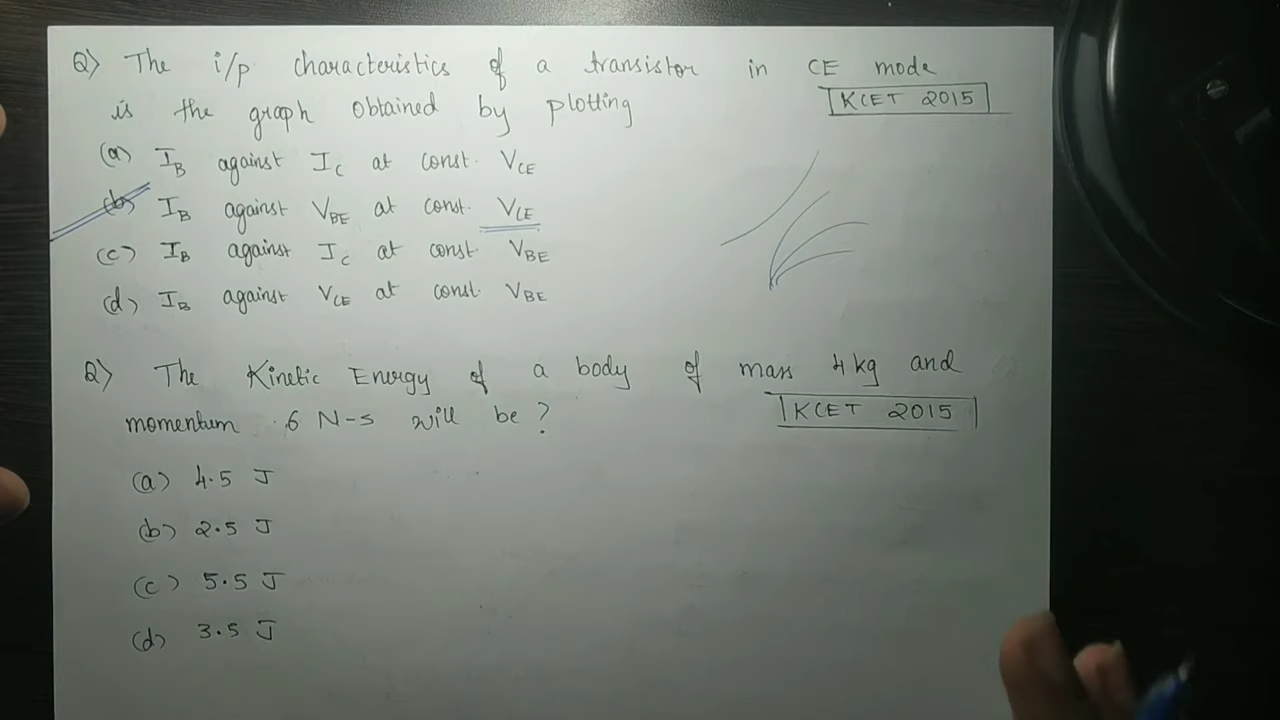 Q) The i/p characteristics of a transistor in CE mode
is the graph obtained by plotting
KCET 2015
(a) IB against IC at const. VCE
(b) IB against VBE at const. VCE
(c) IB against IC at const. VBE
(d) IB against VCE at const. VBE
Q) The Kinetic Energy of a body of mass 4 kg and
momentum 6 N-s will be?
KCET 2015
(a) 4.5 J
(b) 2.5 J
(c) 5.5 J
(d) 3.5 J